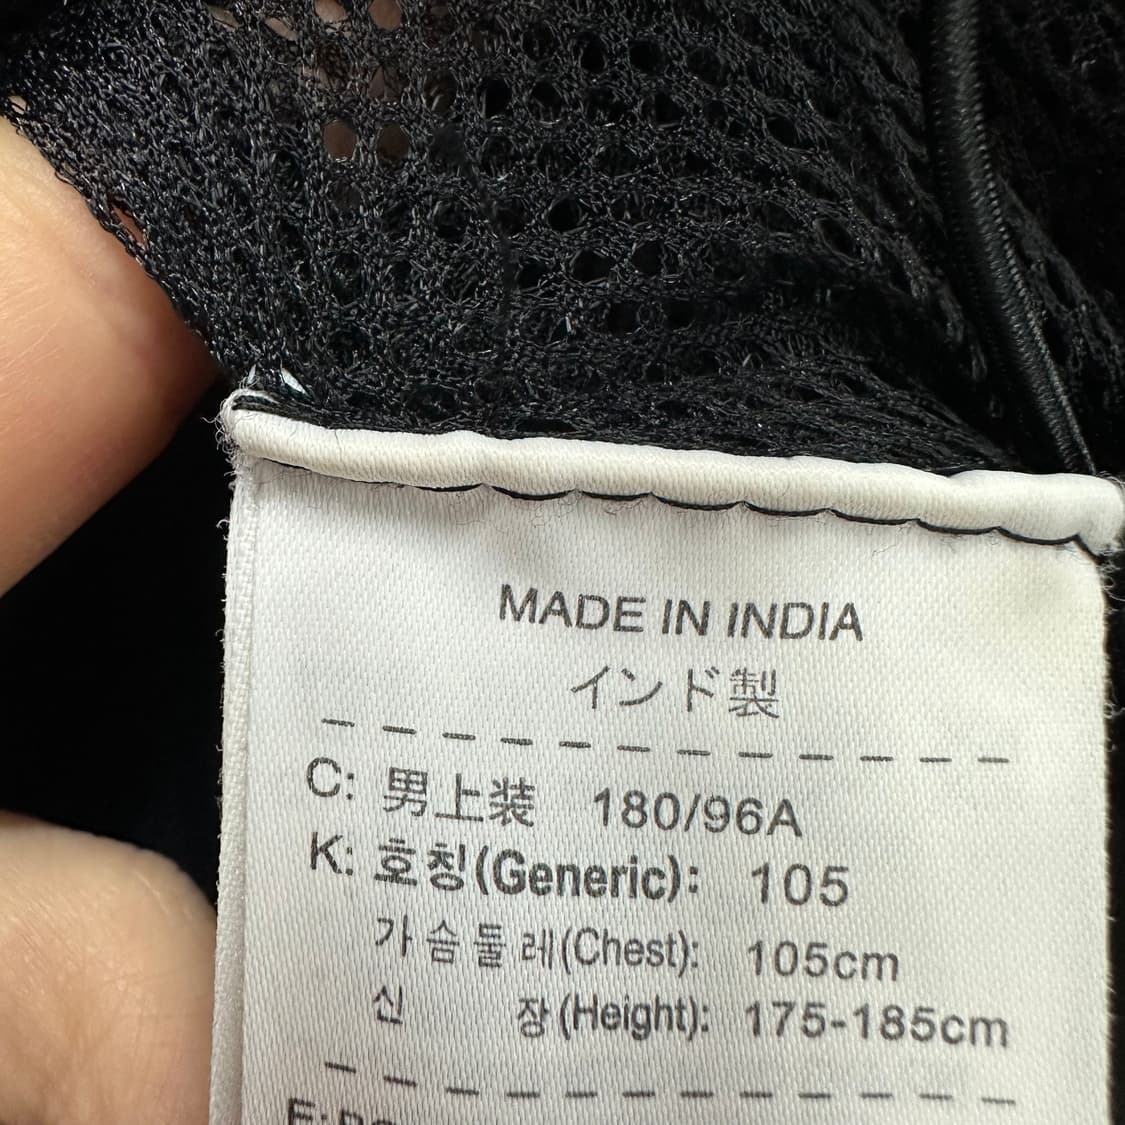 MADE IN INDIA
インド製
C: 男上装 180/96A
K: 호칭(Generic): 105
가슴둘레(Chest): 105cm
신 장(Height): 175-185cm